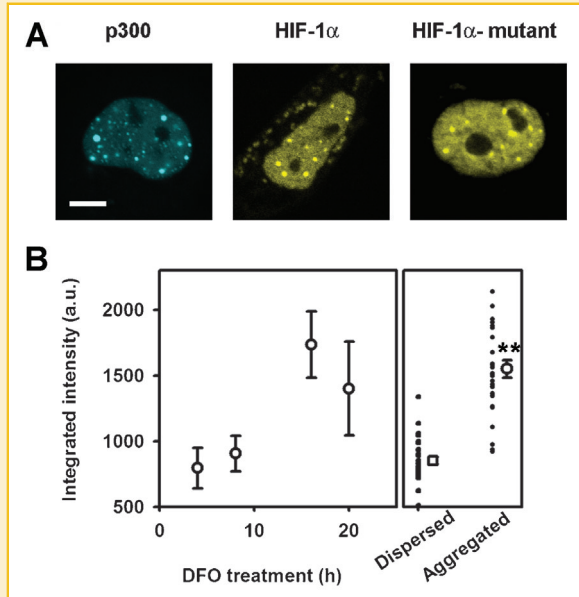 A
p300 HIF-1α HIF-1α- mutant
B
Integrated intensity (a.u.)
2000
1500
1000
500
**
0 10 20
Dispersed
Aggregated
DFO treatment (h)